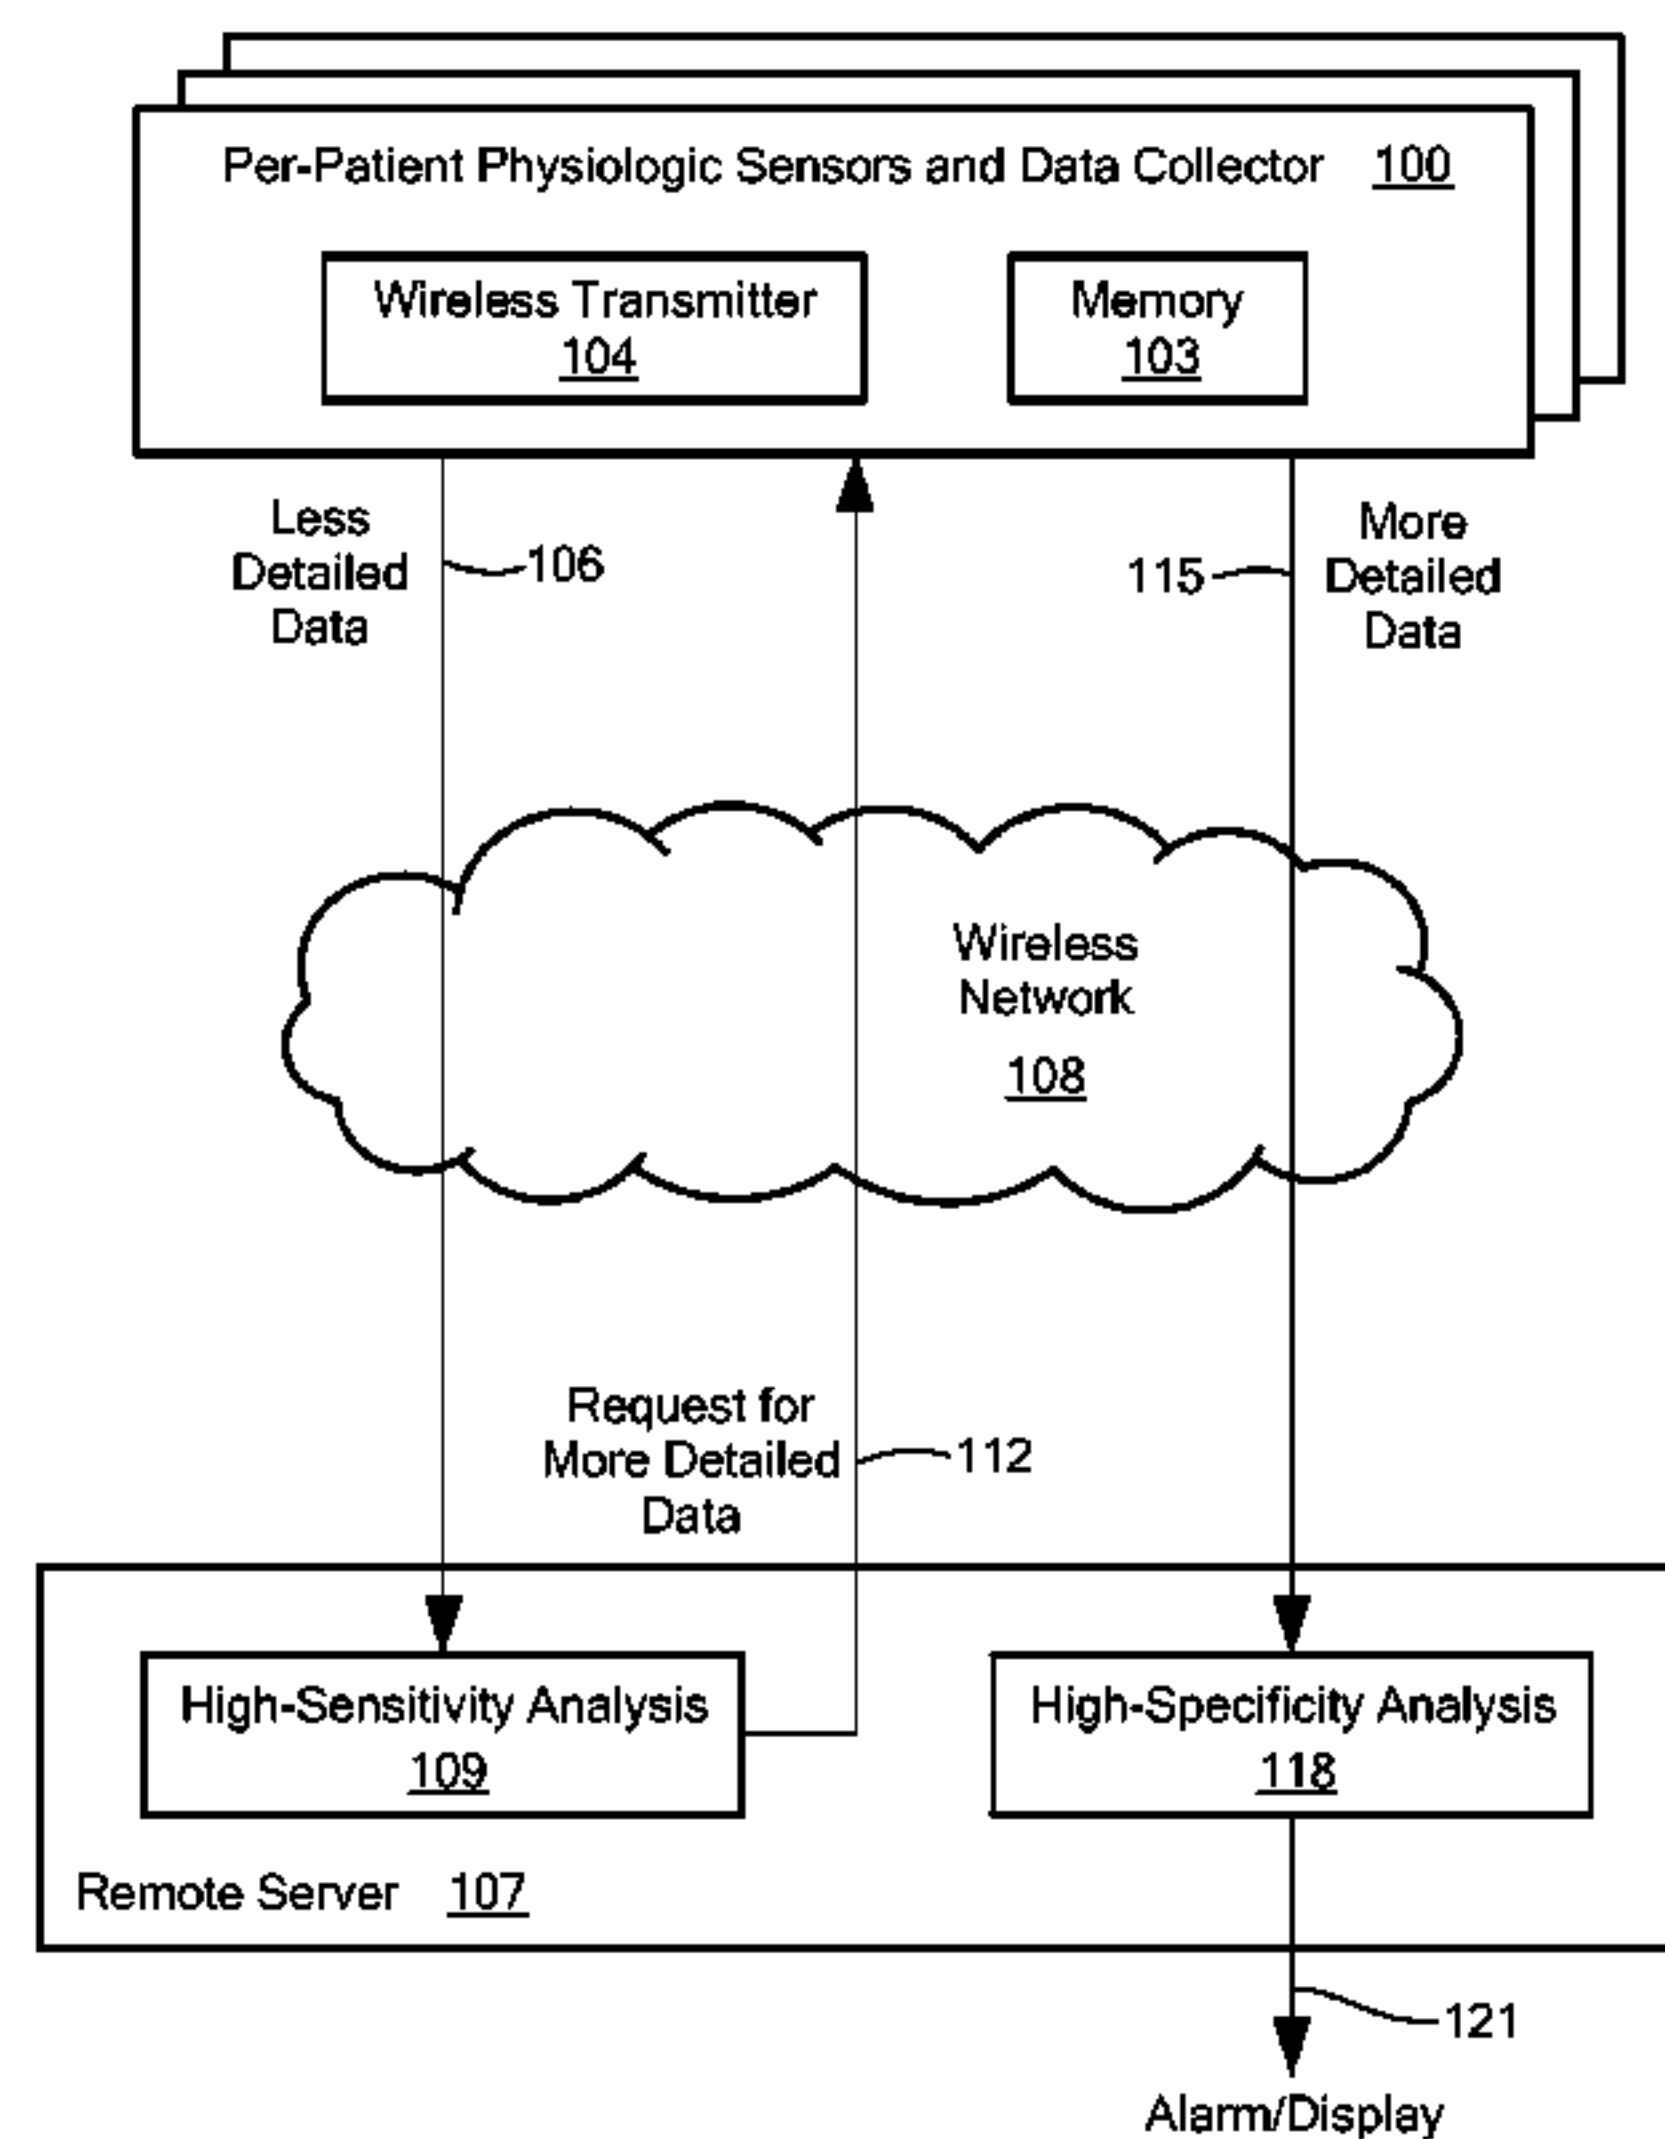 Per-Patient Physiologic Sensors and Data Collector 100
Wireless Transmitter
104
Memory
103
Less
Detailed
Data
106
115
More
Detailed
Data
Wireless
Network
108
Request for
More Detailed
Data
112
High-Sensitivity Analysis
109
High-Specificity Analysis
118
Remote Server 107
121
Alarm/Display